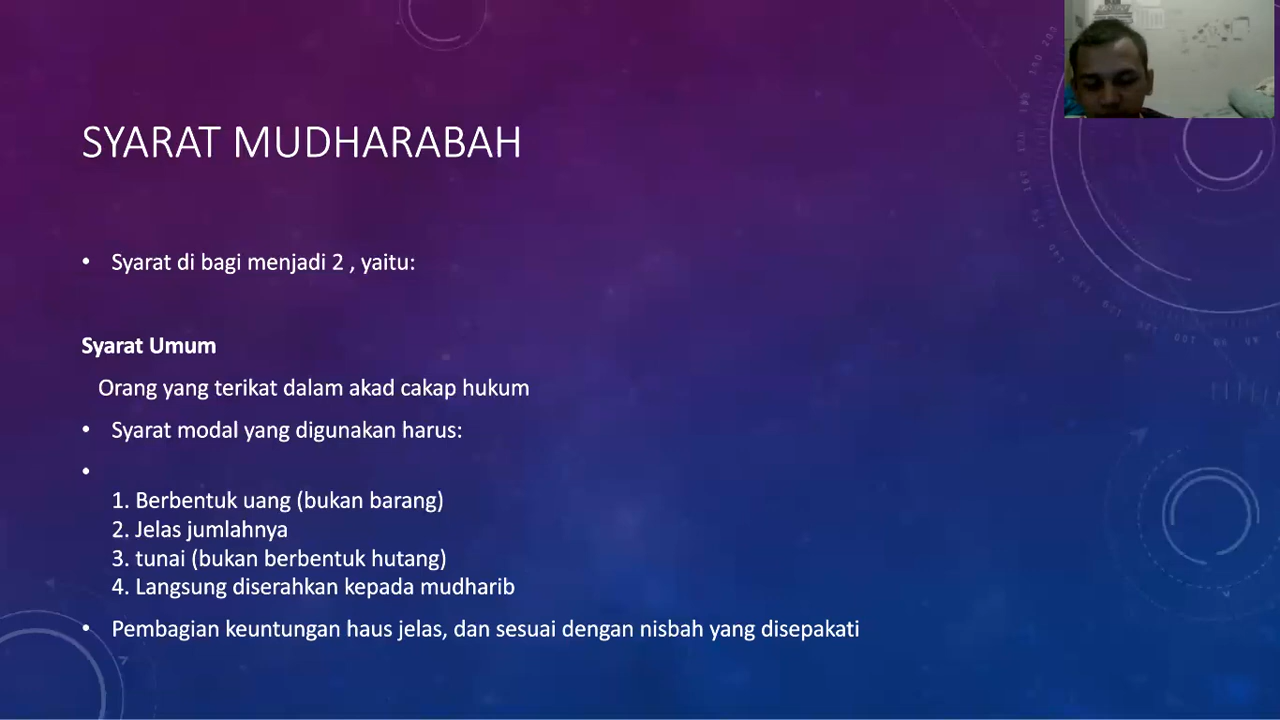 SYARAT MUDHARABAH
• Syarat di bagi menjadi 2 , yaitu:
Syarat Umum
Orang yang terikat dalam akad cakap hukum
• Syarat modal yang digunakan harus:
•
1. Berbentuk uang (bukan barang)
2. Jelas jumlahnya
3. tunai (bukan berbentuk hutang)
4. Langsung diserahkan kepada mudharib
• Pembagian keuntungan haus jelas, dan sesuai dengan nisbah yang disepakati